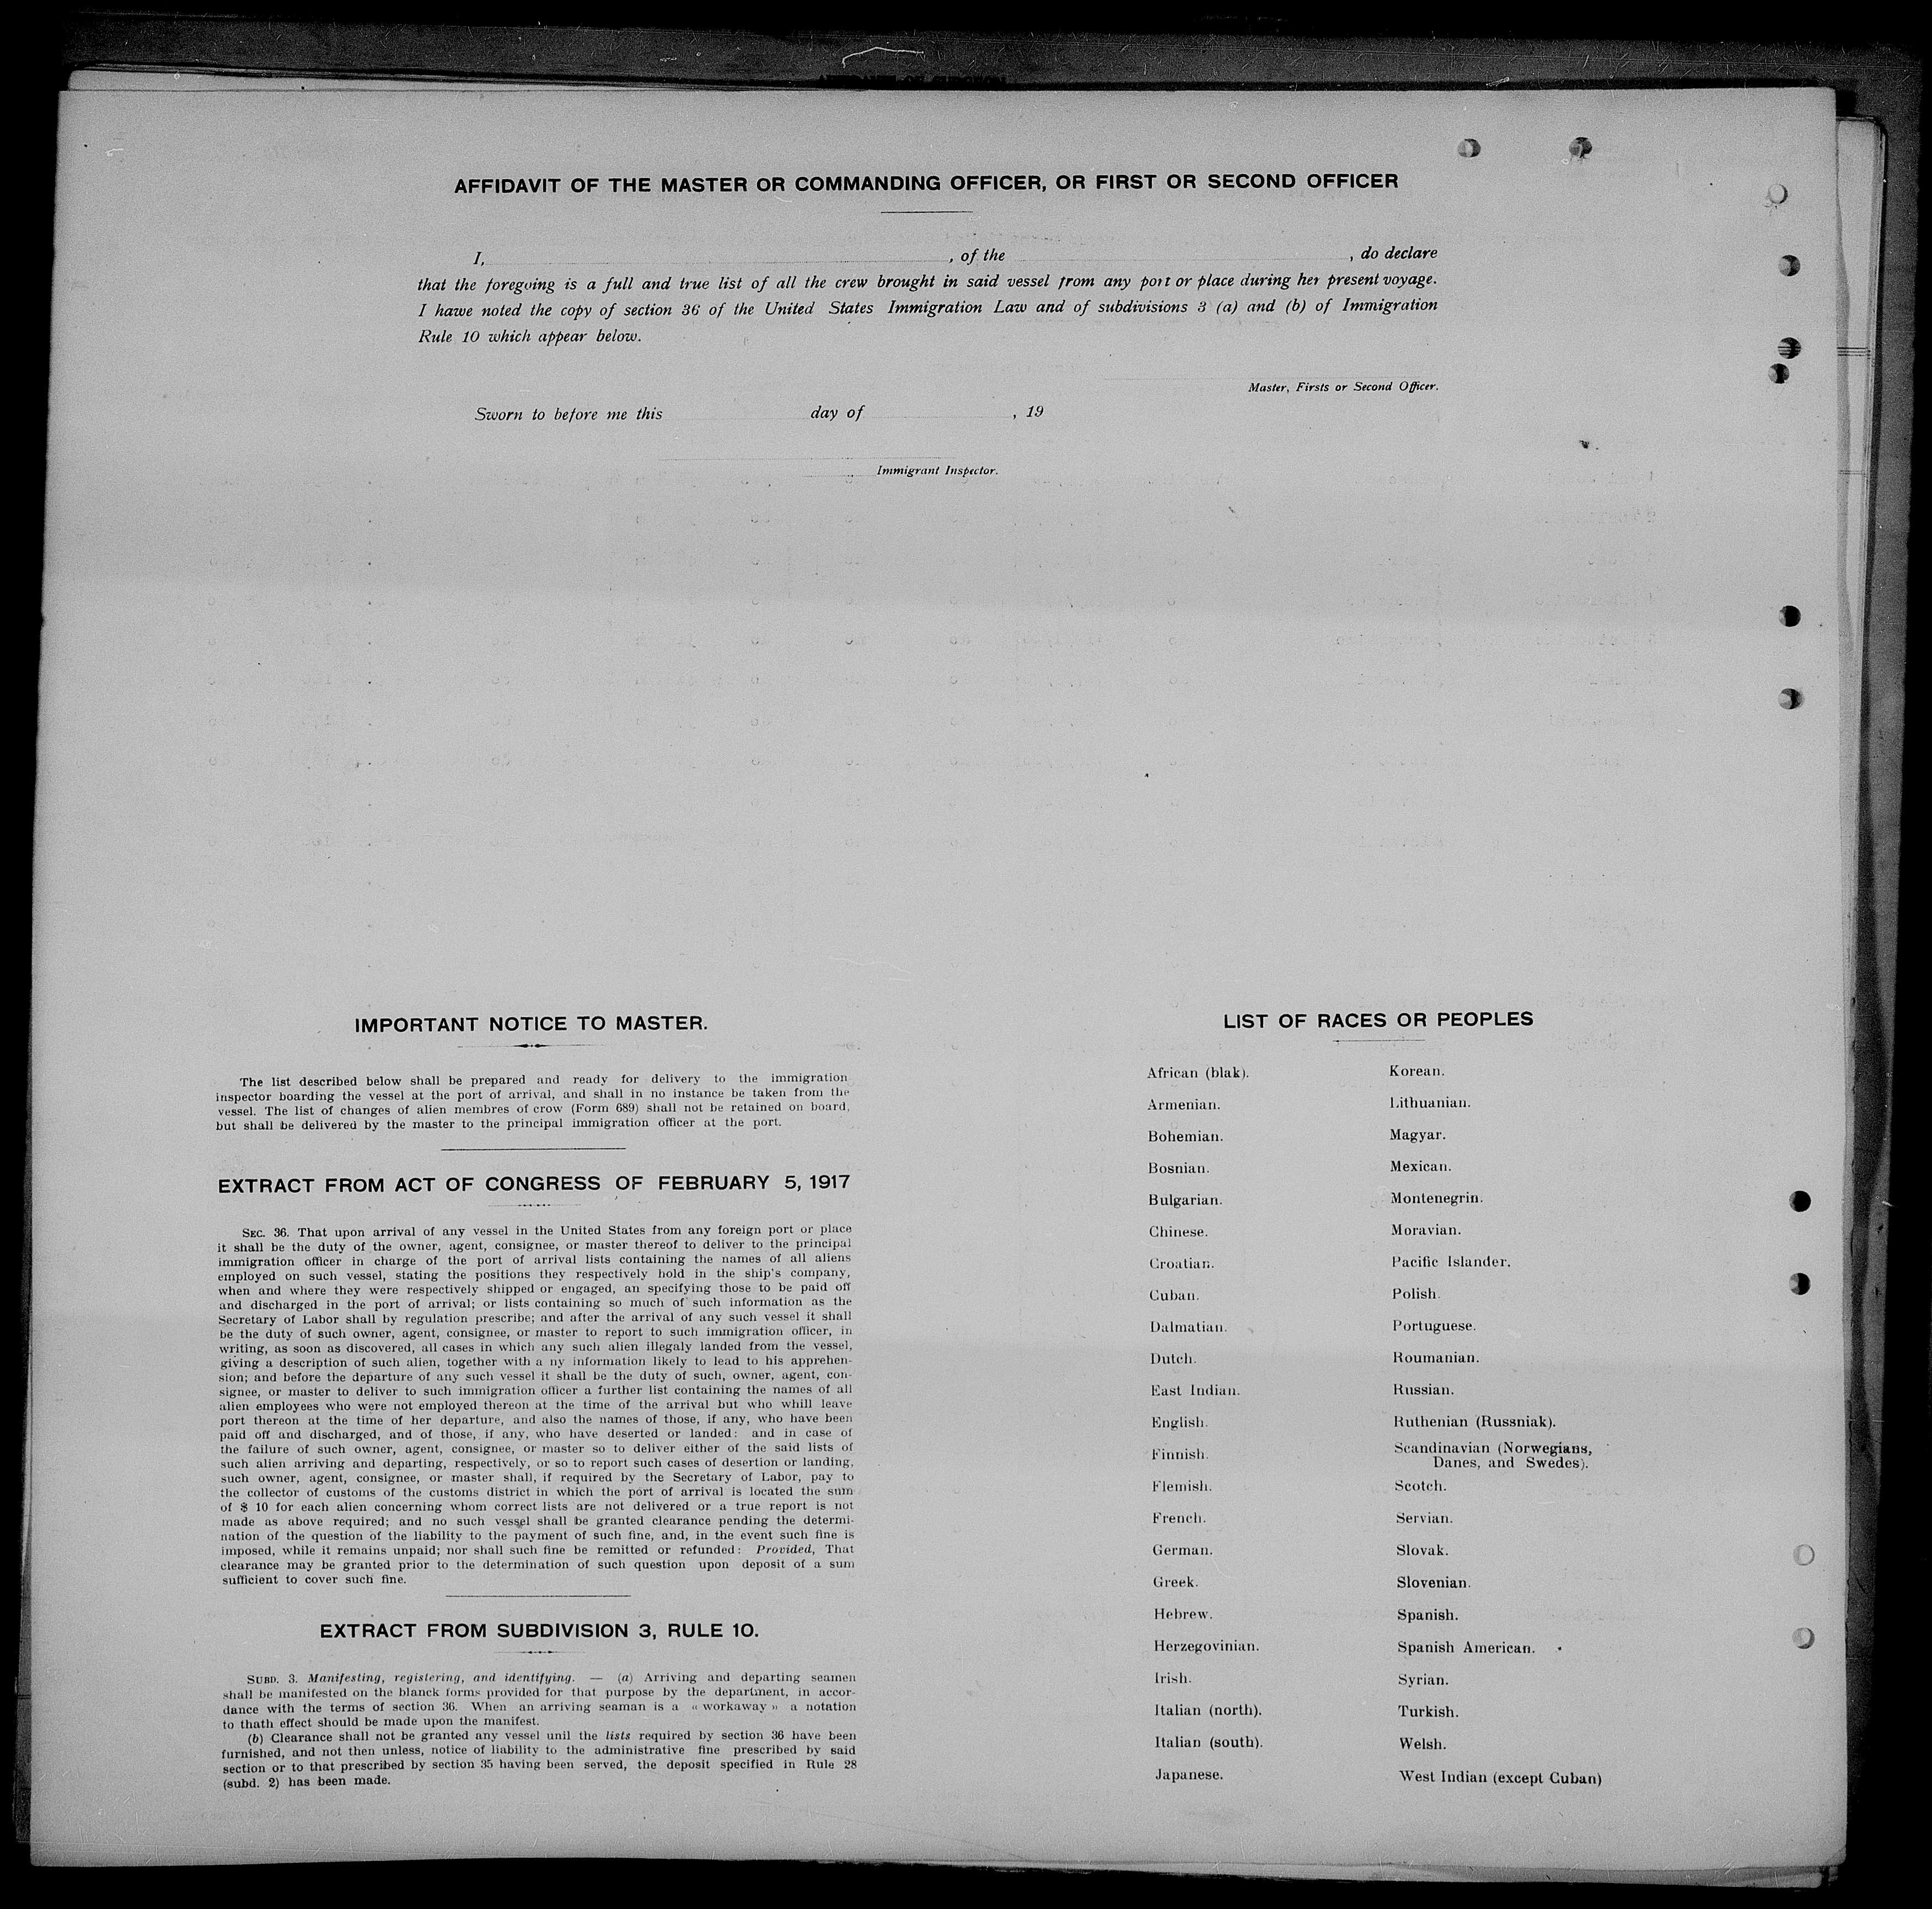 AFFIDAVIT OF THE MASTER OR COMMANDING OFFICER, OR FIRST OR SECOND OFFICER
I, , of the , do declare
that the foregoing is a full and true list of all the crew brought in said vessel from any port or place during her present voyage.
I hawe noted the copy of section 36 of the United States Immigration Law and of subdivisions 3 (a) and (b) of Immigration
Rule 10 which appear below.
Master, Firsts or Second Officer.
Sworn to before me this day of , 19
Immigrant Inspector.
IMPORTANT NOTICE TO MASTER.
The list described below shall be prepared and ready for delivery to the immigration
inspector boarding the vessel at the port of arrival, and shall in no instance be taken from the
vessel. The list of changes of alien membres of crow (Form 689) shall not be retained on board,
but shall be delivered by the master to the principal immigration officer at the port.
EXTRACT FROM ACT OF CONGRESS OF FEBRUARY 5, 1917
SEC. 36. That upon arrival of any vessel in the United States from any foreign port or place
it shall be the duty of the owner, agent, consignee, or master thereof to deliver to the principal
immigration officer in charge of the port of arrival lists containing the names of all aliens
employed on such vessel, stating the positions they respectively hold in the ship's company,
when and where they were respectively shipped or engaged, an specifying those to be paid off
and discharged in the port of arrival; or lists containing so much of such information as the
Secretary of Labor shall by regulation prescribe; and after the arrival of any such vessel it shall
be the duty of such owner, agent, consignee, or master to report to such immigration officer, in
writing, as soon as discovered, all cases in which any such alien illegaly landed from the vessel,
giving a description of such alien, together with a ny information likely to lead to his apprehen-
sion; and before the departure of any such vessel it shall be the duty of such, owner, agent, con-
signee, or master to deliver to such immigration officer a further list containing the names of all
alien employees who were not employed thereon at the time of the arrival but who whill leave
port thereon at the time of her departure, and also the names of those, if any, who have been
paid off and discharged, and of those, if any, who have deserted or landed: and in case of
the failure of such owner, agent, consignee, or master so to deliver either of the said lists of
such alien arriving and departing, respectively, or so to report such cases of desertion or landing,
such owner, agent, consignee, or master shall, if required by the Secretary of Labor, pay to
the collector of customs of the customs district in which the port of arrival is located the sum
of $ 10 for each alien concerning whom correct lists are not delivered or a true report is not
made as above required; and no such vessel shall be granted clearance pending the determi-
nation of the question of the liability to the payment of such fine, and, in the event such fine is
imposed, while it remains unpaid; nor shall such fine be remitted or refunded: Provided, That
clearance may be granted prior to the determination of such question upon deposit of a sum
sufficient to cover such fine.
EXTRACT FROM SUBDIVISION 3, RULE 10.
SUBD. 3. Manifesting, registering, and identifying. — (a) Arriving and departing seamen
shall be manifested on the blanck forms provided for that purpose by the department, in accor-
dance with the terms of section 36. When an arriving seaman is a « workaway » a notation
to thath effect should be made upon the manifest.
(b) Clearance shall not be granted any vessel unil the lists required by section 36 have been
furnished, and not then unless, notice of liability to the administrative fine prescribed by said
section or to that prescribed by section 35 having been served, the deposit specified in Rule 28
(subd. 2) has been made.
LIST OF RACES OR PEOPLES
African (blak).
Armenian.
Bohemian.
Bosnian.
Bulgarian.
Chinese.
Croatian.
Cuban.
Dalmatian.
Dutch.
East Indian.
English.
Finnish.
Flemish.
French.
German.
Greek.
Hebrew.
Herzegovinian.
Irish.
Italian (north).
Italian (south).
Japanese.
Korean.
Lithuanian.
Magyar.
Mexican.
Montenegrin.
Moravian.
Pacific Islander.
Polish.
Portuguese.
Roumanian.
Russian.
Ruthenian (Russniak).
Scandinavian (Norwegians,
Danes, and Swedes).
Scotch.
Servian.
Slovak.
Slovenian.
Spanish.
Spanish American.
Syrian.
Turkish.
Welsh.
West Indian (except Cuban)